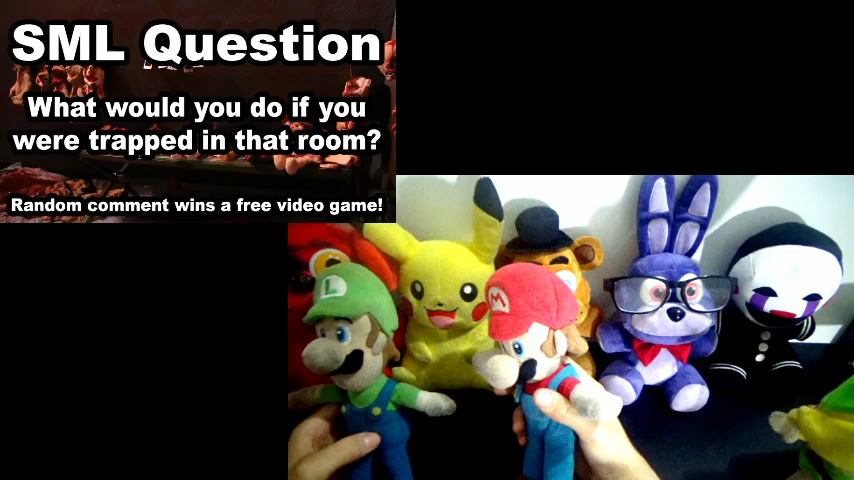 SML Question
What would you do if you
were trapped in that room?
Random comment wins a free video game!
L
M